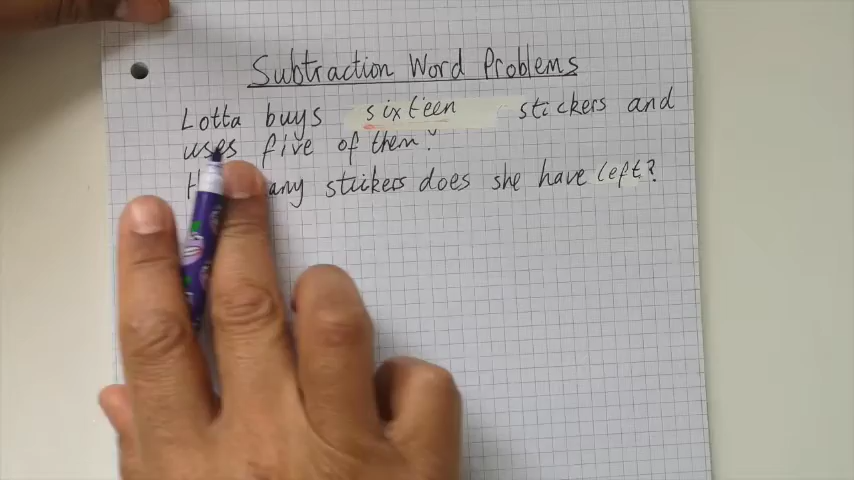 Subtraction Word Problems
Lotta buys sixteen stickers and
uses five of them?
any stickers does she have left?